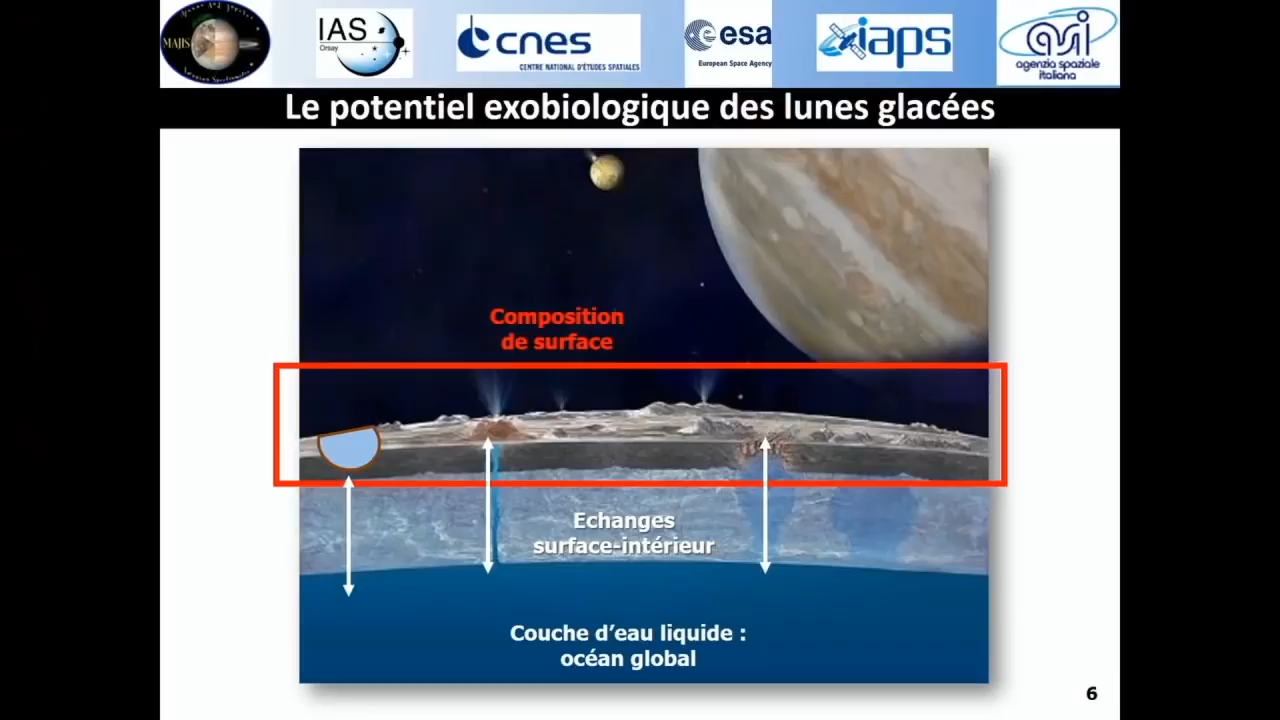 MAJIS
IAS
Orsay
cnes
CENTRE NATIONAL D'ÉTUDES SPATIALES
esa
European Space Agency
iaps
asi
agenzia spaziale
italiana
Le potentiel exobiologique des lunes glacées
Composition
de surface
Echanges
surface-intérieur
Couche d'eau liquide :
océan global
6